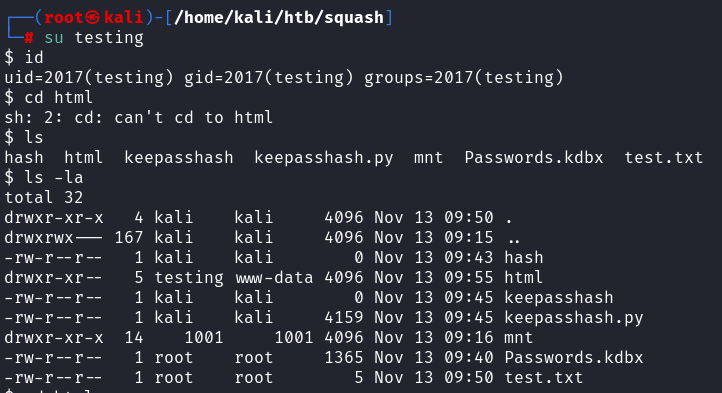 ┌──(root㉿kali)-[/home/kali/htb/squash]
└─# su testing
$ id
uid=2017(testing) gid=2017(testing) groups=2017(testing)
$ cd html
sh: 2: cd: can't cd to html
$ ls
hash  html  keepasshash  keepasshash.py  mnt  Passwords.kdbx  test.txt
$ ls -la
total 32
drwxr-xr-x   4 kali    kali     4096 Nov 13 09:50 .
drwxrwx--- 167 kali    kali     4096 Nov 13 09:15 ..
-rw-r--r--   1 kali    kali        0 Nov 13 09:43 hash
drwxr-xr--   5 testing www-data 4096 Nov 13 09:55 html
-rw-r--r--   1 kali    kali        0 Nov 13 09:45 keepasshash
-rw-r--r--   1 kali    kali     4159 Nov 13 09:45 keepasshash.py
drwxr-xr-x  14    1001     1001 4096 Nov 13 09:16 mnt
-rw-r--r--   1 root    root     1365 Nov 13 09:40 Passwords.kdbx
-rw-r--r--   1 root    root        5 Nov 13 09:50 test.txt